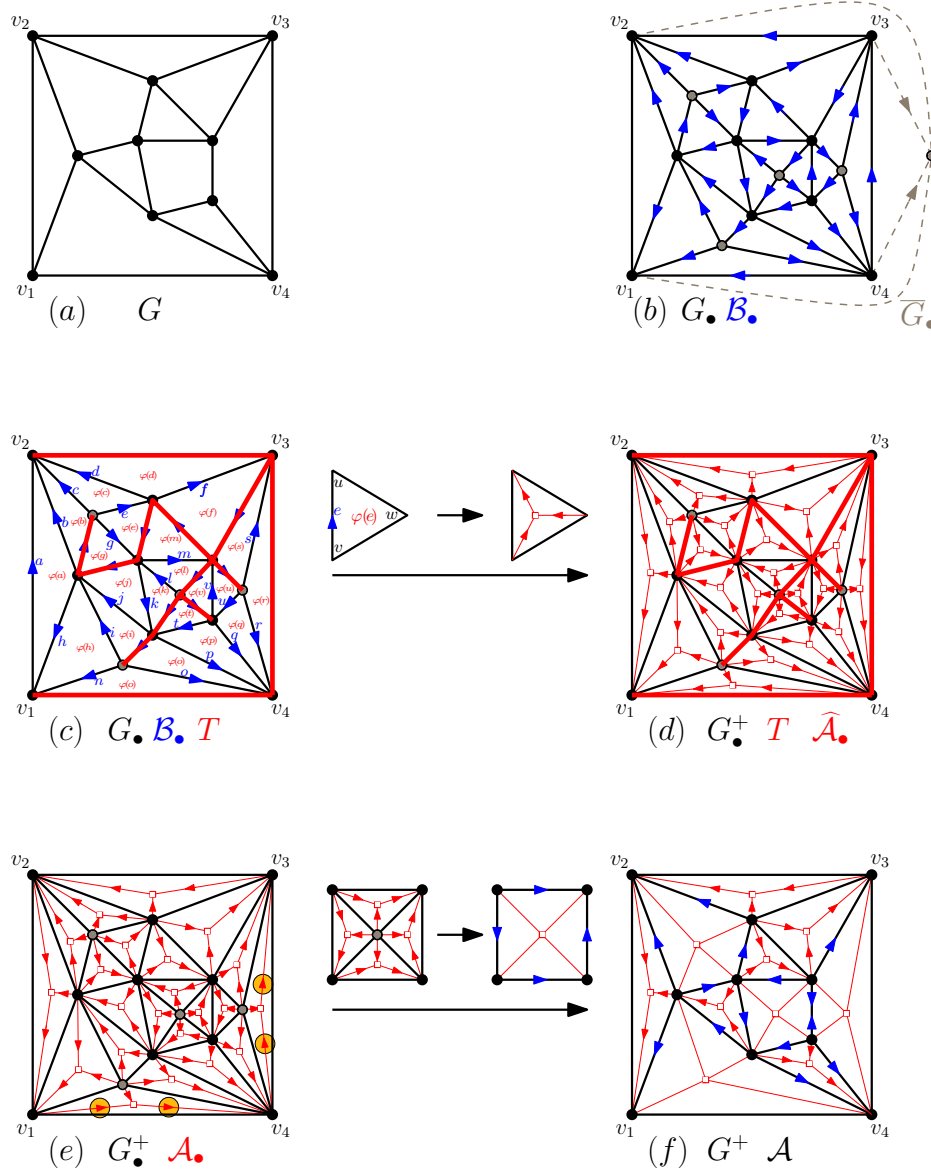 v₂ v₃ v₂ v₃
v₁ v₄ v₁ v₄
(a) G (b) G● ℬ● G̅●
v₂ v₃ v₂ v₃
d φ(d)
c φ(c) f
b φ(b) e φ(e) φ(f) s
g φ(g) φ(m) m φ(s)
a φ(a) φ(j) l φ(l) v φ(v) u φ(u) φ(r)
j k φ(k) φ(t) t
h φ(h) i φ(i) φ(p) q φ(q) r
n φ(o) φ(o) o p
u e v φ(e) w
v₁ v₄ v₁ v₄
(c) G● ℬ● T (d) G●⁺ T 𝒜̂●
v₂ v₃ v₂ v₃
v₁ v₄ v₁ v₄
(e) G●⁺ 𝒜● (f) G⁺ 𝒜